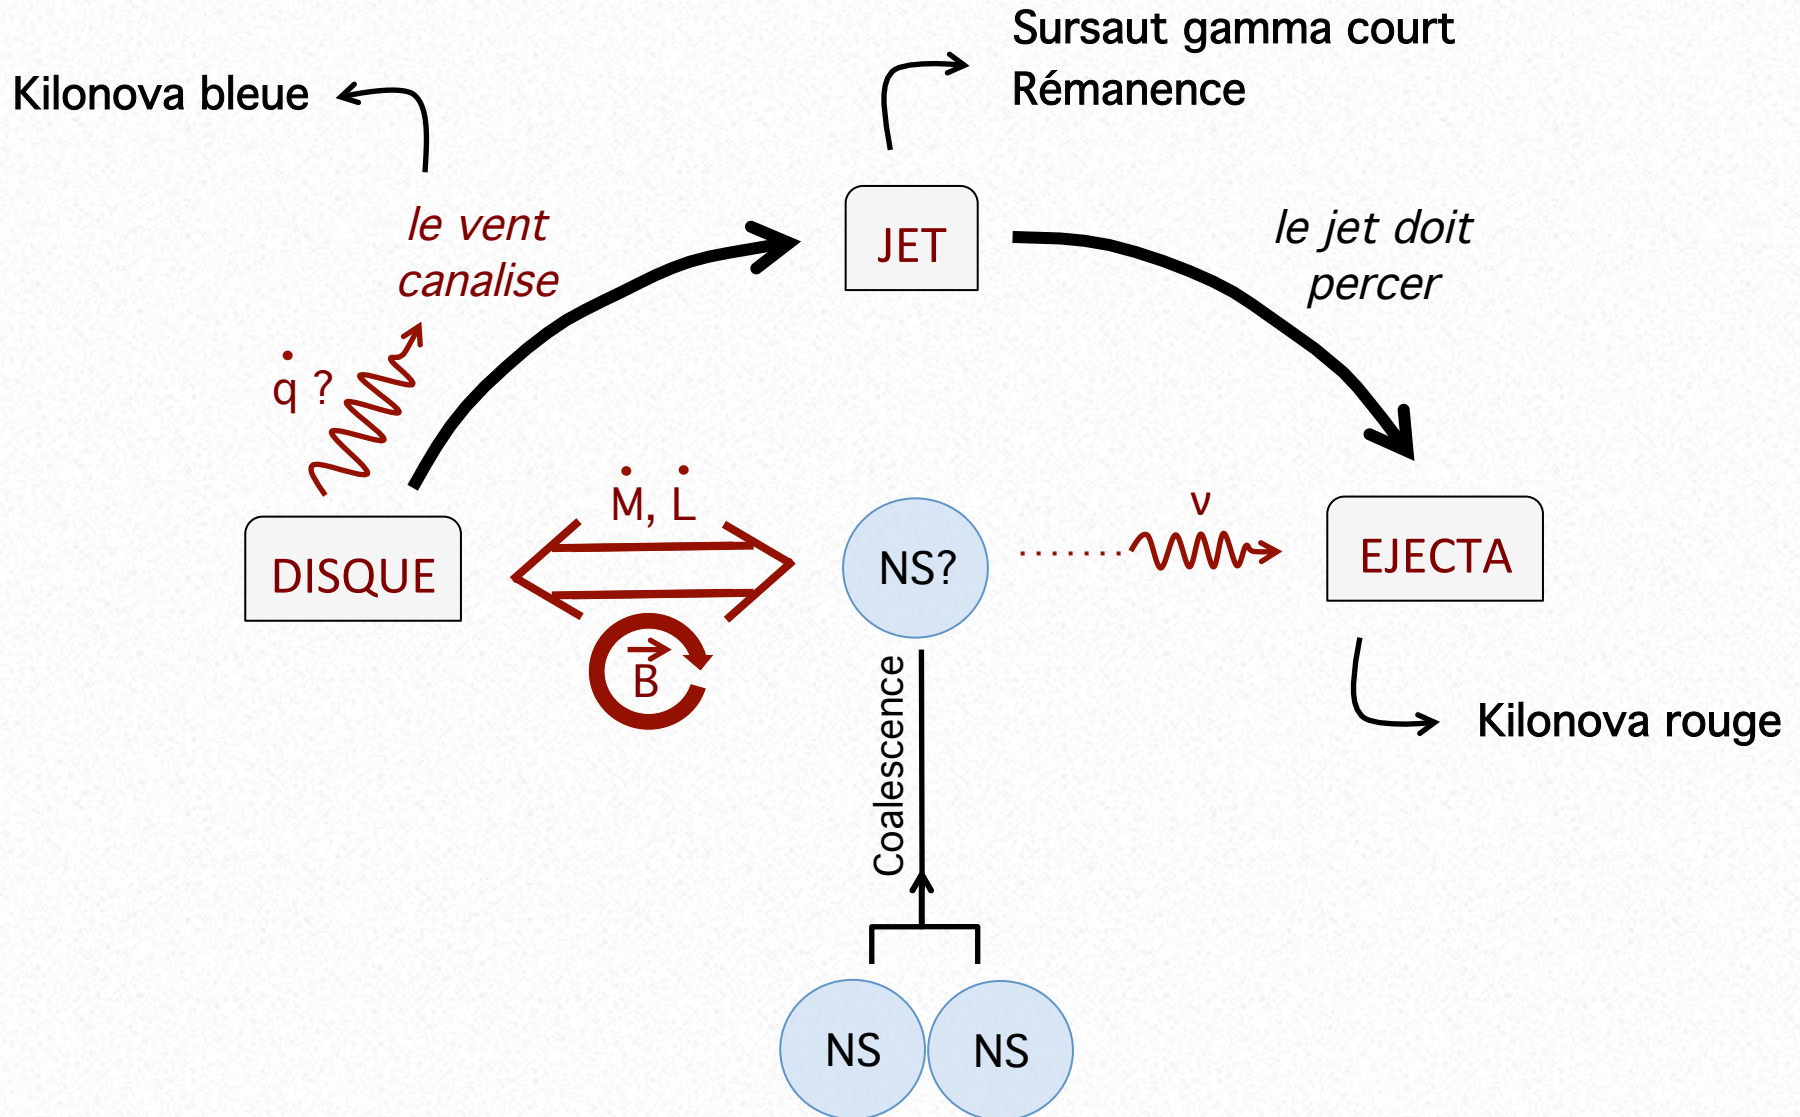 Sursaut gamma court
Rémanence
Kilonova bleue
le vent
canalise
JET
le jet doit
percer
q̇ ?
Ṁ, L̇
ν
DISQUE
NS?
EJECTA
B⃗
Coalescence
Kilonova rouge
NS
NS